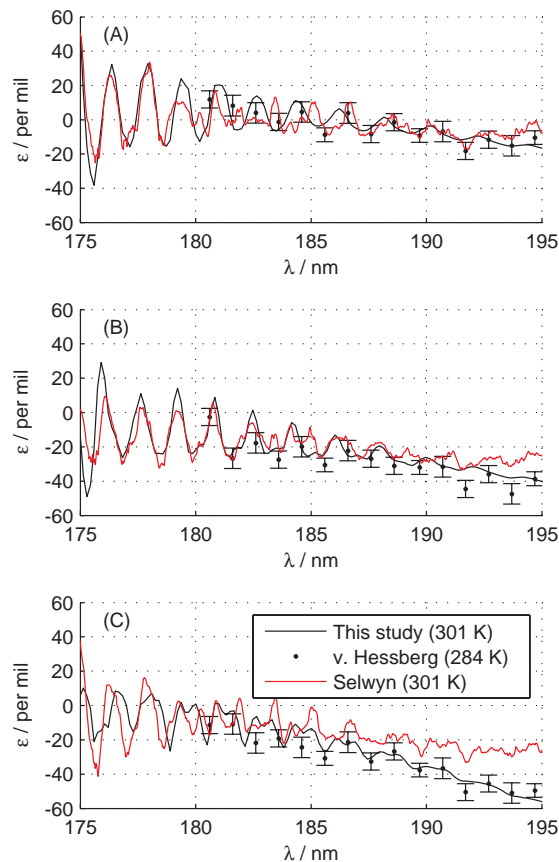 (A)
ε / per mil
60
40
20
0
-20
-40
-60
175 180 185 190 195
λ / nm
(B)
ε / per mil
60
40
20
0
-20
-40
-60
175 180 185 190 195
λ / nm
(C)
ε / per mil
60
40
20
0
-20
-40
-60
This study (301 K)
v. Hessberg (284 K)
Selwyn (301 K)
175 180 185 190 195
λ / nm